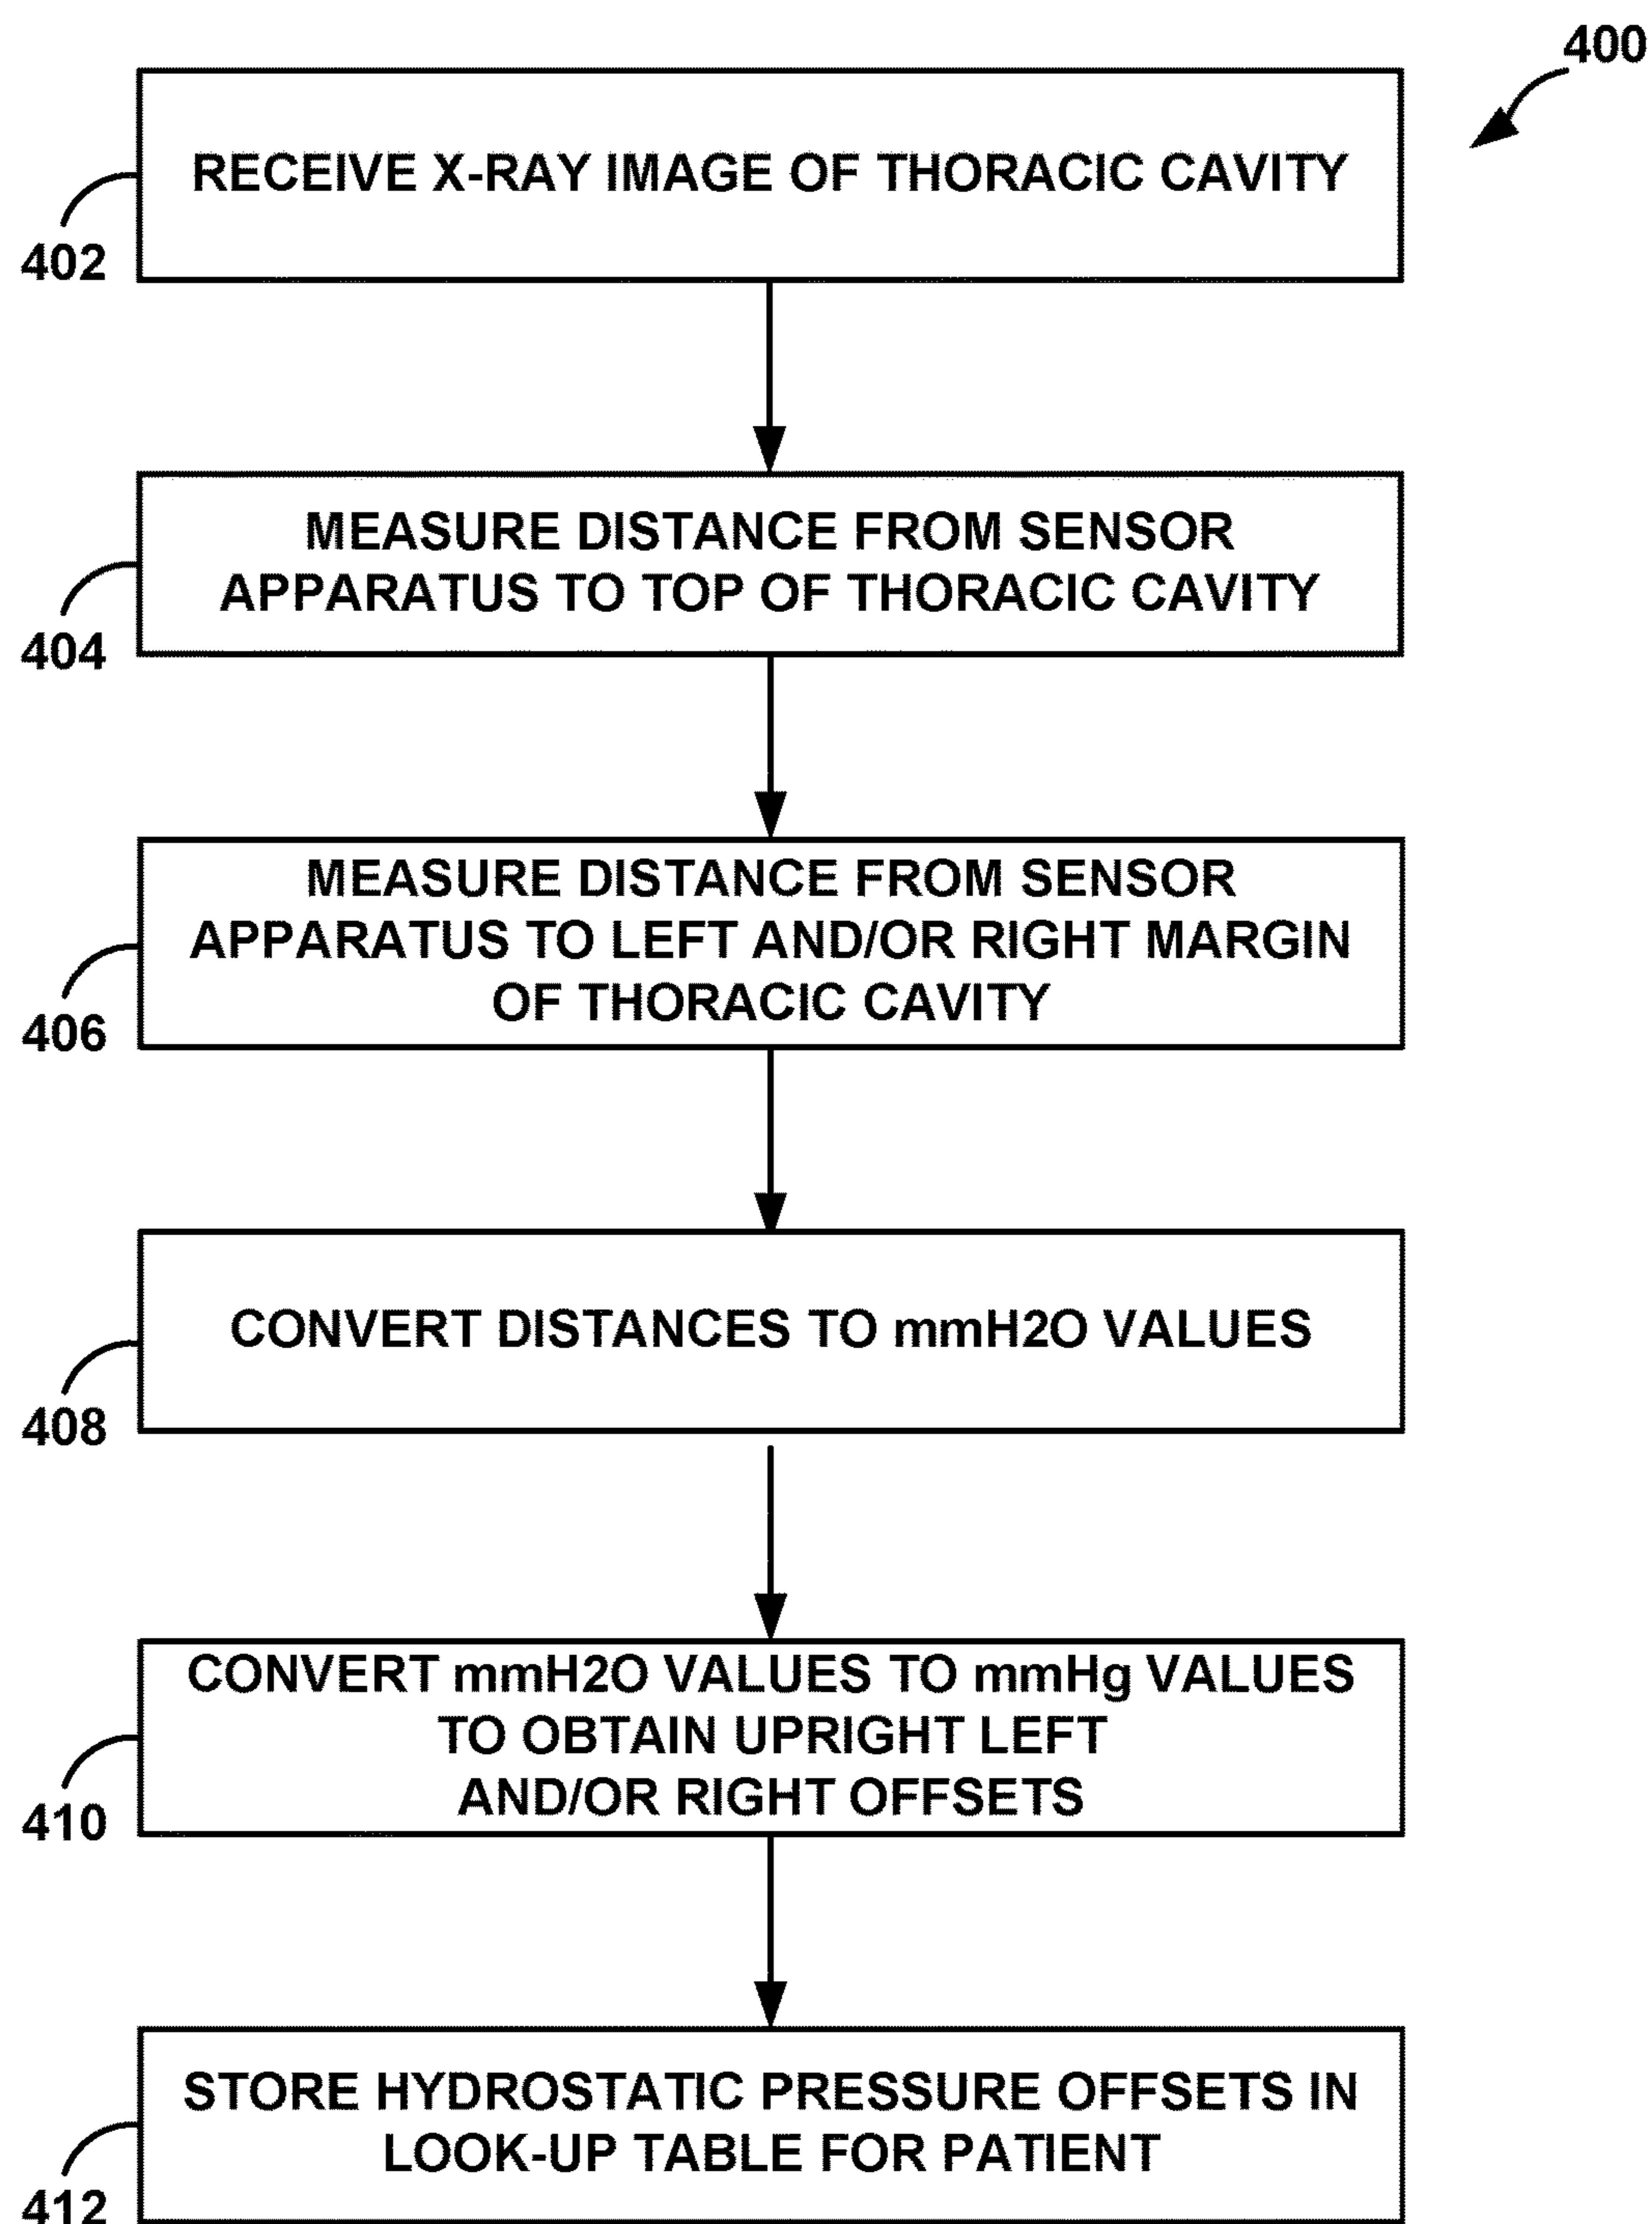 400
RECEIVE X-RAY IMAGE OF THORACIC CAVITY
402
MEASURE DISTANCE FROM SENSOR
APPARATUS TO TOP OF THORACIC CAVITY
404
MEASURE DISTANCE FROM SENSOR
APPARATUS TO LEFT AND/OR RIGHT MARGIN
OF THORACIC CAVITY
406
CONVERT DISTANCES TO mmH2O VALUES
408
CONVERT mmH2O VALUES TO mmHg VALUES
TO OBTAIN UPRIGHT LEFT
AND/OR RIGHT OFFSETS
410
STORE HYDROSTATIC PRESSURE OFFSETS IN
LOOK-UP TABLE FOR PATIENT
412